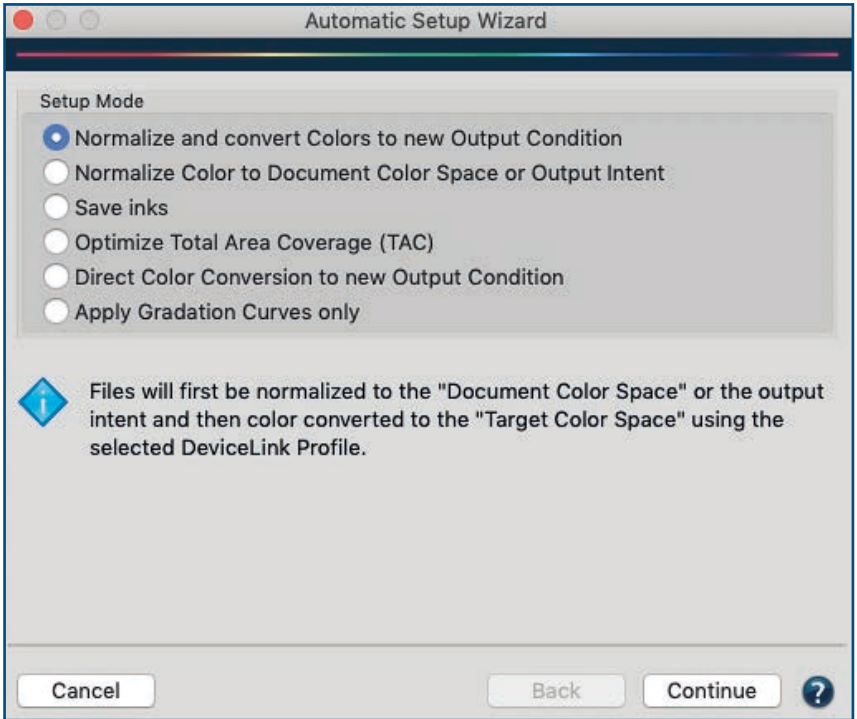 Automatic Setup Wizard
Setup Mode
Normalize and convert Colors to new Output Condition
Normalize Color to Document Color Space or Output Intent
Save inks
Optimize Total Area Coverage (TAC)
Direct Color Conversion to new Output Condition
Apply Gradation Curves only
Files will first be normalized to the "Document Color Space" or the output
intent and then color converted to the "Target Color Space" using the
selected DeviceLink Profile.
Cancel Back Continue ?